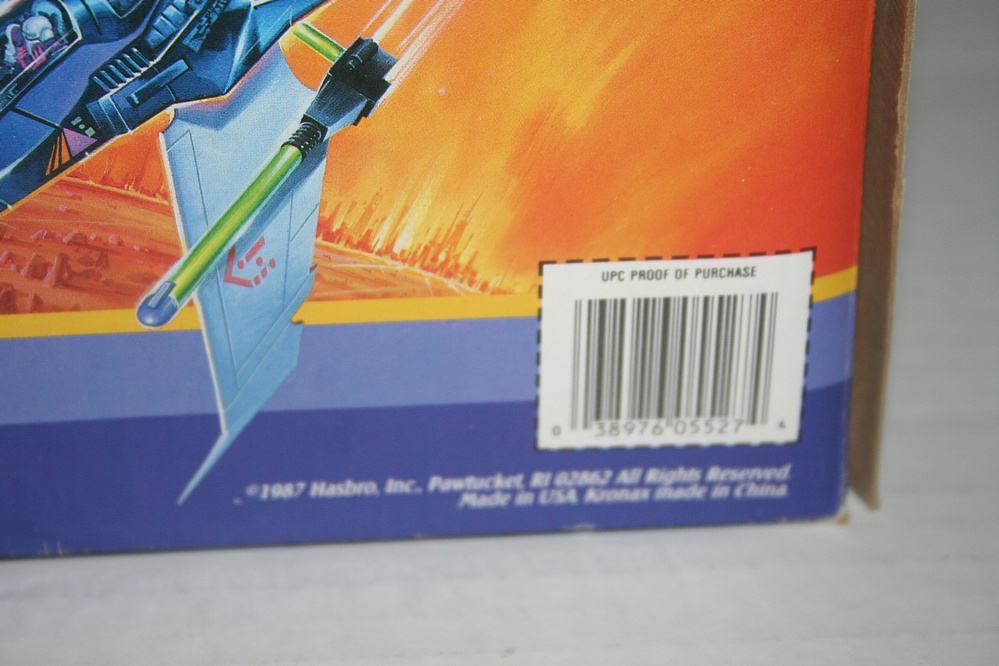 UPC PROOF OF PURCHASE
0 38976 05527 4
©1987 Hasbro, Inc., Pawtucket, RI 02862 All Rights Reserved.
Made in USA. Kronax made in China.